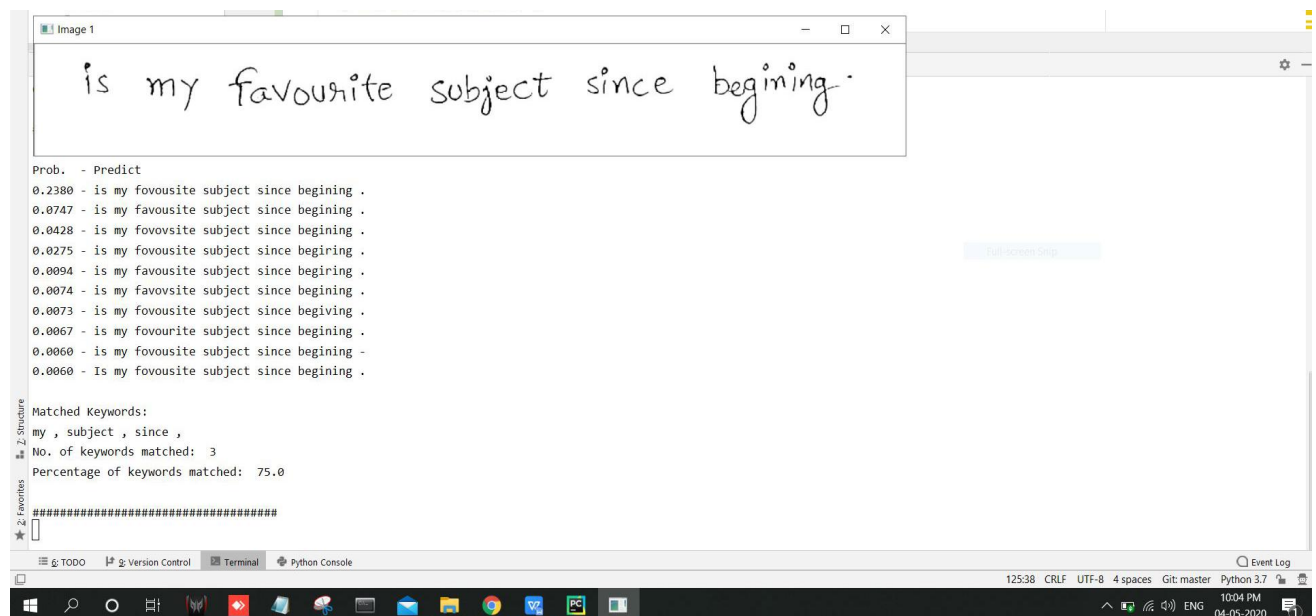 Image 1
is my favourite subject since begining.
Prob. - Predict
0.2380 - is my fovousite subject since begining .
0.0747 - is my favousite subject since begining .
0.0428 - is my fovovsite subject since begining .
0.0275 - is my fovousite subject since begiring .
0.0094 - is my favousite subject since begiring .
0.0074 - is my favovsite subject since begining .
0.0073 - is my fovousite subject since begiving .
0.0067 - is my fovourite subject since begining .
0.0060 - is my fovousite subject since begining -
0.0060 - Is my fovousite subject since begining .
Matched Keywords:
my , subject , since ,
No. of keywords matched: 3
Percentage of keywords matched: 75.0
####################################
Full-screen Snip
Z: Structure
2: Favorites
6: TODO 9: Version Control Terminal Python Console Event Log
125:38 CRLF UTF-8 4 spaces Git: master Python 3.7
ENG 10:04 PM
04-05-2020